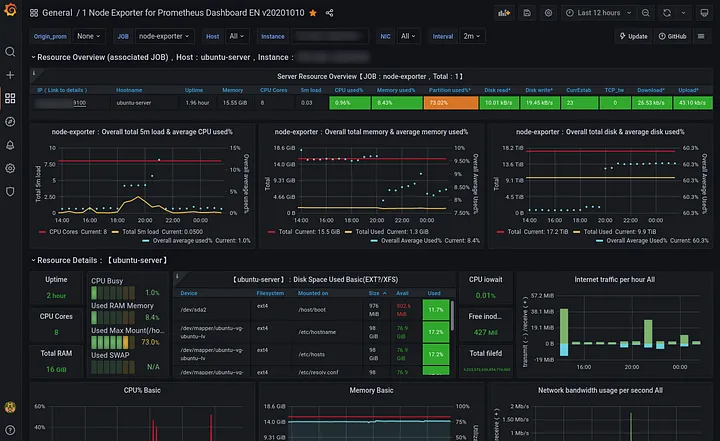 General / 1 Node Exporter for Prometheus Dashboard EN v20201010
Last 12 hours
Origin_prom None JOB node-exporter Host All Instance NIC All Interval 2m Update GitHub
Resource Overview (associated JOB) , Host : ubuntu-server , Instance :
Server Resource Overview【JOB : node-exporter , Total : 1】
IP ( Link to details ) Hostname Uptime Memory CPU Cores 5m load CPU used% Memory used% Partition used%* Disk read* Disk write* CurrEstab TCP_tw Download* Upload*
9100 ubuntu-server 1.96 hour 15.55 GiB 8 0.03 0.96% 8.43% 73.02% 10.01 kB/s 19.45 kB/s 23 0 26.53 kb/s 43.10 kb/s
node-exporter : Overall total 5m load & average CPU used%
10
7.50
5
2.50
0
Total 5m load
15%
10%
5%
0%
Overall average used%
14:00 16:00 18:00 20:00 22:00 00:00
CPU Cores Current: 8 Total 5m load Current: 0.0500
Overall average used% Current: 1.0%
node-exporter : Overall total memory & average memory used%
18.6 GiB
14.0 GiB
9.31 GiB
4.66 GiB
0 MiB
Total
10%
9.50%
9%
8.50%
8%
7.50%
Overall Average Used%
14:00 16:00 18:00 20:00 22:00 00:00
Total Current: 15.5 GiB Total Used Current: 1.3 GiB
Overall Average Used% Current: 8.4%
node-exporter : Overall total disk & average disk used%
18.2 TiB
13.6 TiB
9.1 TiB
4.5 TiB
0 MiB
Total
60.3%
60.3%
60.3%
60.3%
60.3%
Overall Average Used%
14:00 16:00 18:00 20:00 22:00 00:00
Total Current: 17.2 TiB Total Used Current: 9.9 TiB
Overall Average Used% Current: 60.3%
Resource Details : 【ubuntu-server】
Uptime
2 hour
CPU Cores
8
Total RAM
16 GiB
CPU Busy
1.0%
Used RAM Memory
8.4%
Used Max Mount(/ho...
73.0%
Used SWAP
N/A
【ubuntu-server】 : Disk Space Used Basic(EXT?/XFS)
Device Filesystem Mounted on Size Avail Used
/dev/sda2 ext4 /host/boot 976 MiB 802.6 MiB 11.7%
/dev/mapper/ubuntu-vg-ubuntu-lv ext4 /etc/hostname 98 GiB 76.9 GiB 17.2%
/dev/mapper/ubuntu-vg-ubuntu-lv ext4 /etc/hosts 98 GiB 76.9 GiB 17.2%
/dev/mapper/ubuntu-vg- ext4 /etc/resolv.conf 98 76.9 17.2%
CPU iowait
0.01%
Free inod...
427 Mil
Total filefd
Internet traffic per hour All
57.2 MiB
38.1 MiB
19.1 MiB
0 B
-19 MiB
transmit (-) /receive (+)
16:00 20:00 00:00
CPU% Basic
60%
40%
Memory Basic
18.6 GiB
14.0 GiB
9.31 GiB
100%
75%
50%
Network bandwidth usage per second All
2 Mb/s
1 Mb/s